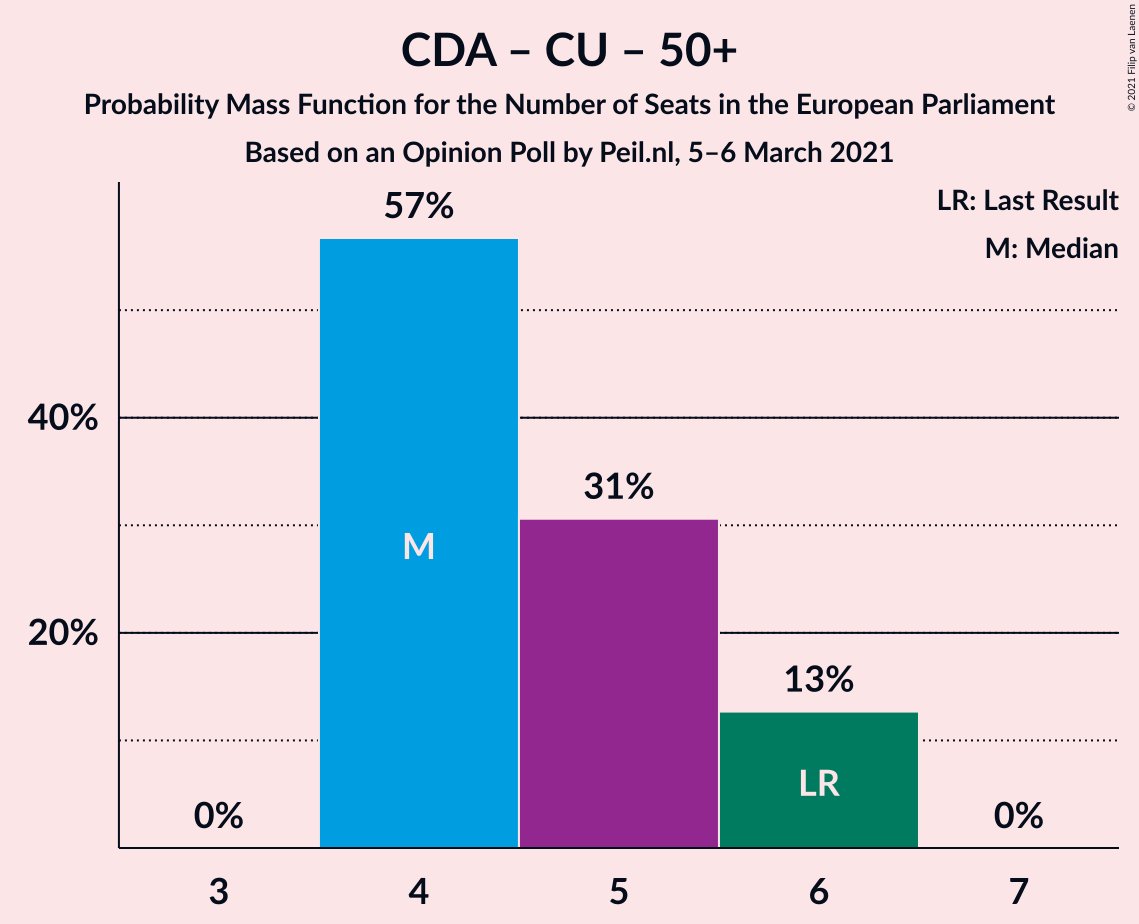 CDA – CU – 50+
Probability Mass Function for the Number of Seats in the European Parliament
Based on an Opinion Poll by Peil.nl, 5–6 March 2021
© 2021 Filip van Laenen
LR: Last Result
M: Median
57%
40%
31%
M
20%
13%
LR
0%
0%
3
4
5
6
7